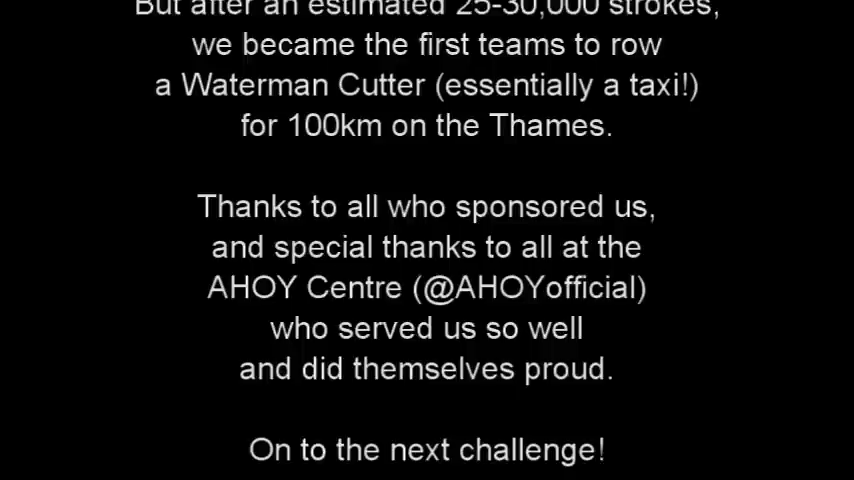 But after an estimated 25-30,000 strokes,
we became the first teams to row
a Waterman Cutter (essentially a taxi!)
for 100km on the Thames.
Thanks to all who sponsored us,
and special thanks to all at the
AHOY Centre (@AHOYofficial)
who served us so well
and did themselves proud.
On to the next challenge!